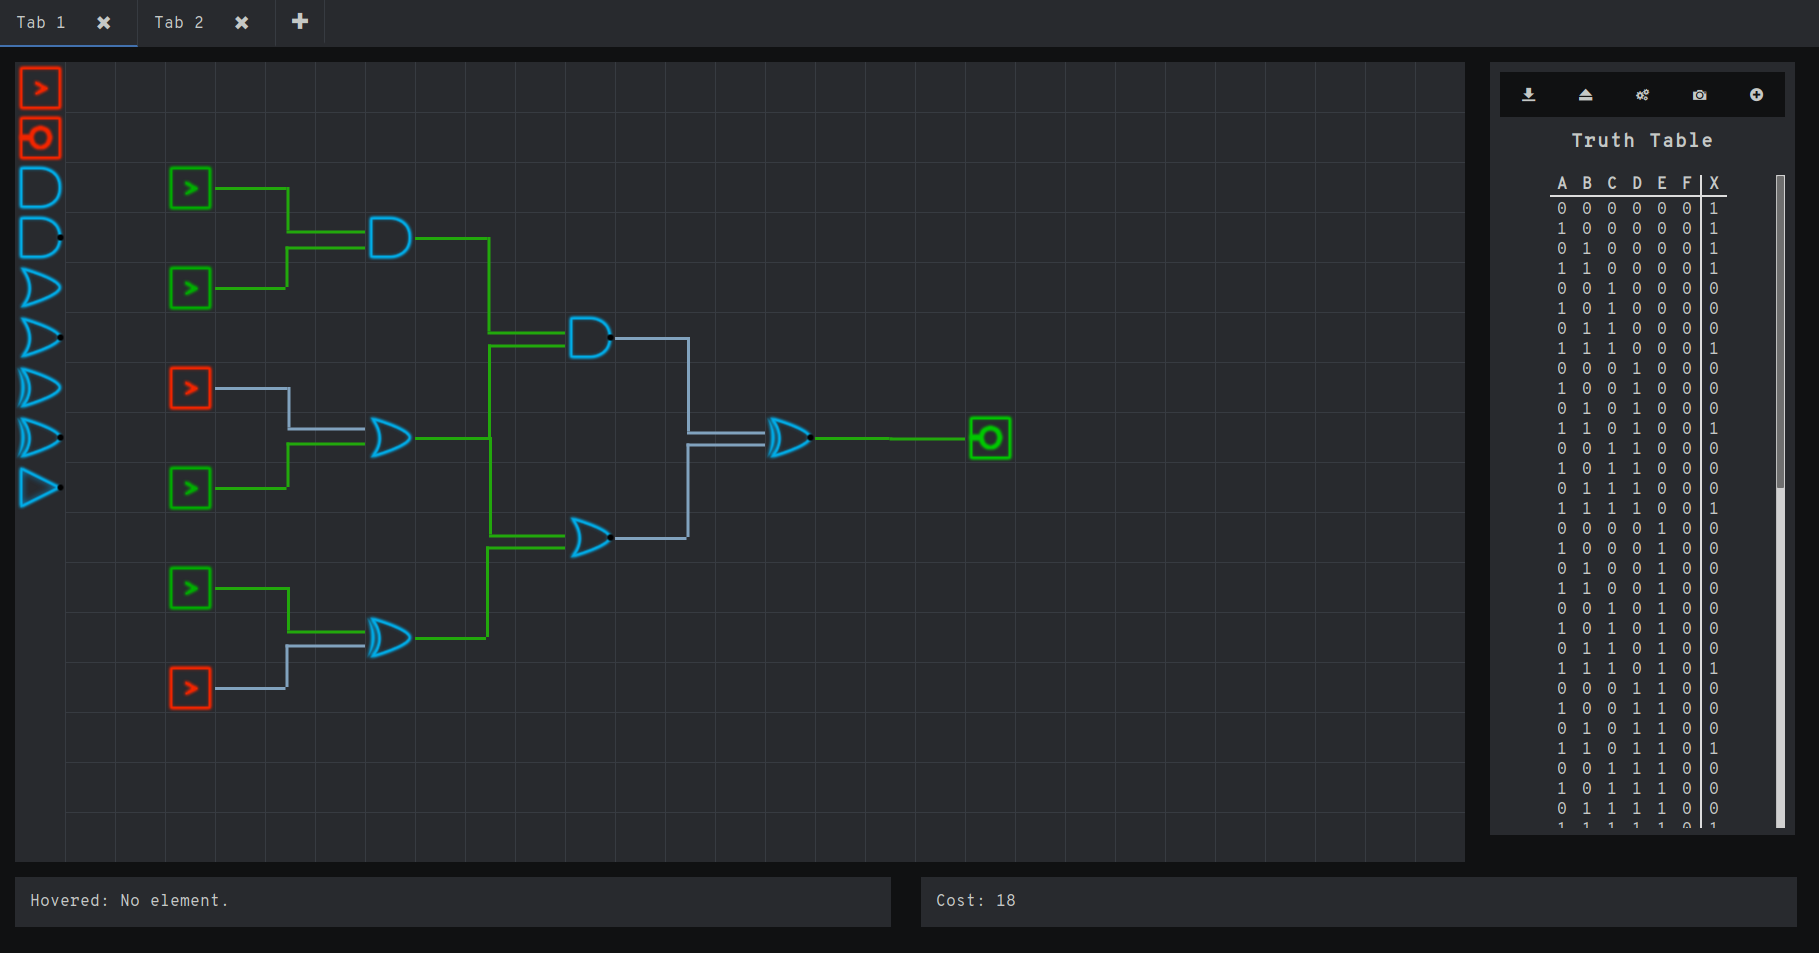 Tab 1 ✖ Tab 2 ✖ ✚
Truth Table
A B C D E F X
0 0 0 0 0 0 1
1 0 0 0 0 0 1
0 1 0 0 0 0 1
1 1 0 0 0 0 1
0 0 1 0 0 0 0
1 0 1 0 0 0 0
0 1 1 0 0 0 0
1 1 1 0 0 0 1
0 0 0 1 0 0 0
1 0 0 1 0 0 0
0 1 0 1 0 0 0
1 1 0 1 0 0 1
0 0 1 1 0 0 0
1 0 1 1 0 0 0
0 1 1 1 0 0 0
1 1 1 1 0 0 1
0 0 0 0 1 0 0
1 0 0 0 1 0 0
0 1 0 0 1 0 0
1 1 0 0 1 0 0
0 0 1 0 1 0 0
1 0 1 0 1 0 0
0 1 1 0 1 0 0
1 1 1 0 1 0 1
0 0 0 1 1 0 0
1 0 0 1 1 0 0
0 1 0 1 1 0 0
1 1 0 1 1 0 1
0 0 1 1 1 0 0
1 0 1 1 1 0 0
0 1 1 1 1 0 0
1 1 1 1 1 0 1
Hovered: No element.
Cost: 18